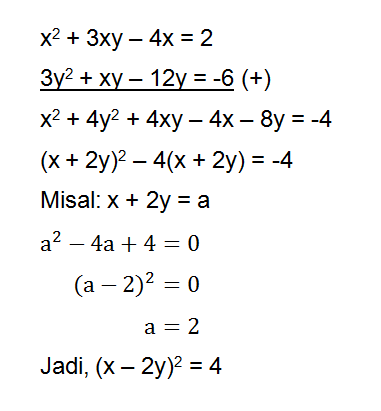 x² + 3xy – 4x = 2
3y² + xy – 12y = -6 (+)
x² + 4y² + 4xy – 4x – 8y = -4
(x + 2y)² – 4(x + 2y) = -4
Misal: x + 2y = a
a² – 4a + 4 = 0
(a – 2)² = 0
a = 2
Jadi, (x – 2y)² = 4